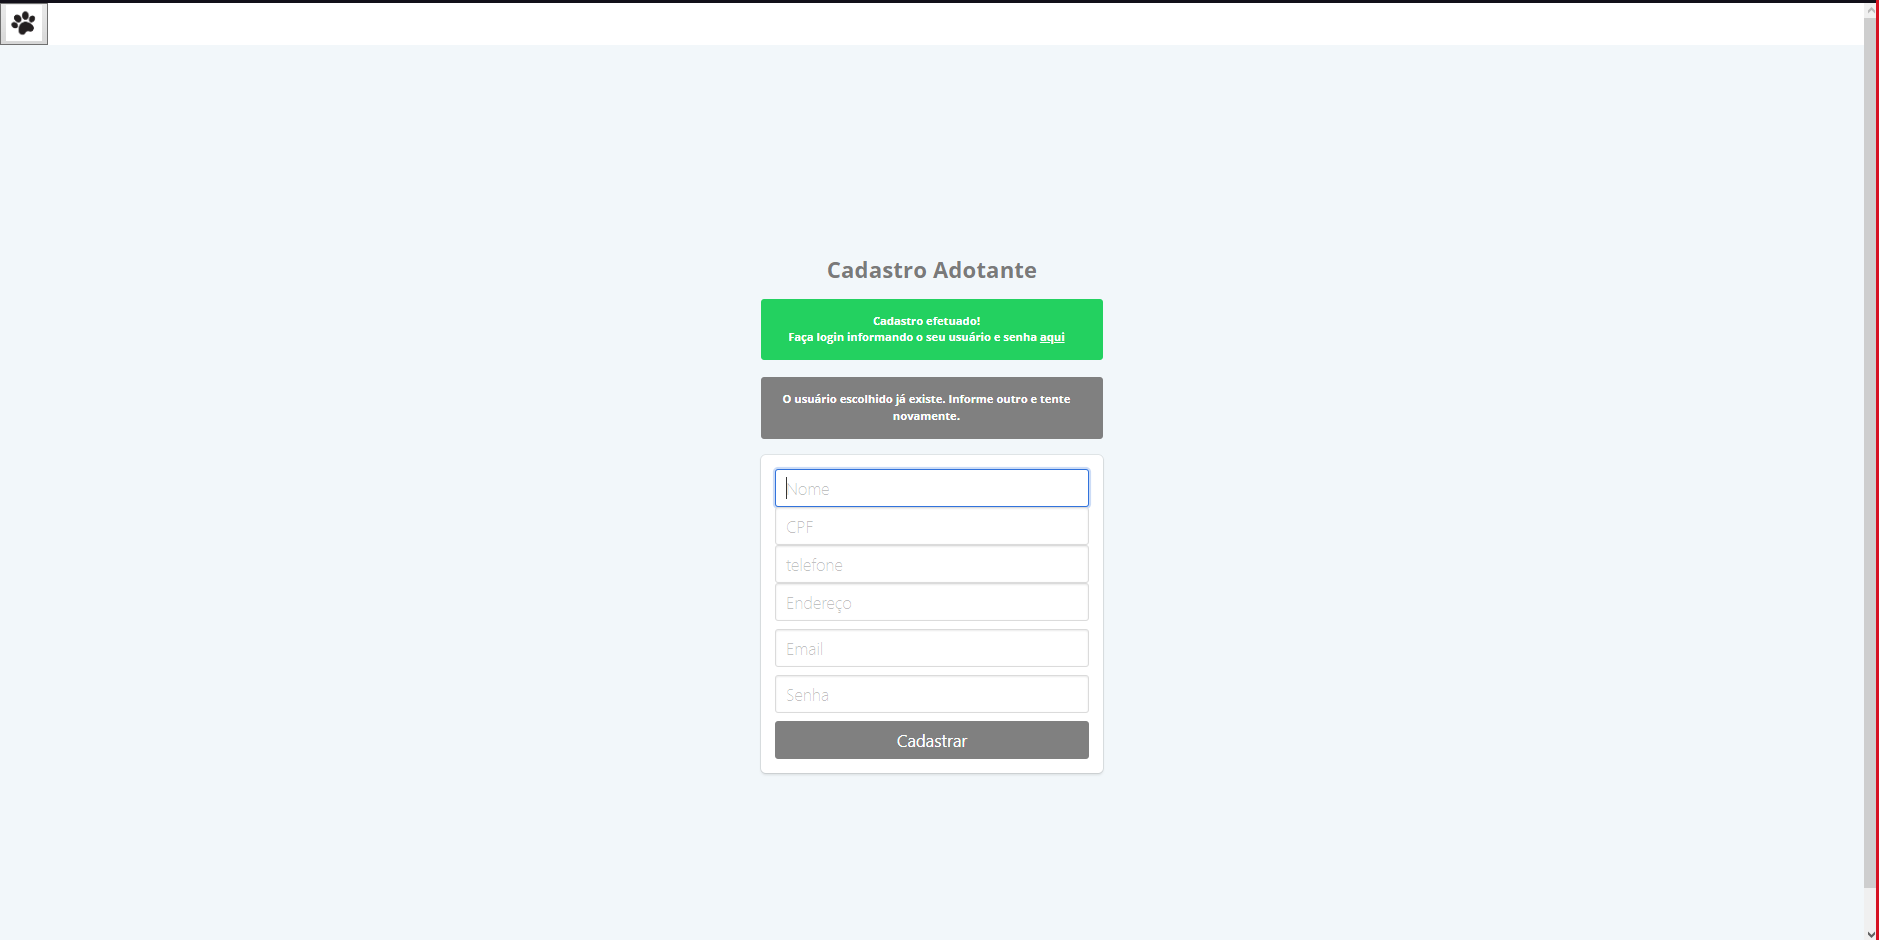 Cadastro Adotante
Cadastro efetuado!
Faça login informando o seu usuário e senha aqui
O usuário escolhido já existe. Informe outro e tente
novamente.
Nome
CPF
telefone
Endereço
Email
Senha
Cadastrar